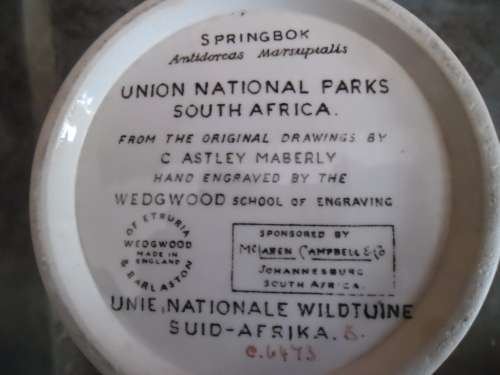 SPRINGBOK
Antidorcas Marsupialis
UNION NATIONAL PARKS
SOUTH AFRICA.
FROM THE ORIGINAL DRAWINGS BY
C ASTLEY MABERLY
HAND ENGRAVED BY THE
WEDGWOOD SCHOOL OF ENGRAVING
OF ETRURIA
WEDGWOOD
MADE IN
ENGLAND
& BARLASTON
SPONSORED BY
McLAREN CAMPBELL & Co
JOHANNESBURG
SOUTH AFRICA.
UNIE, NATIONALE WILDTUINE
SUID-AFRIKA.
C.6473